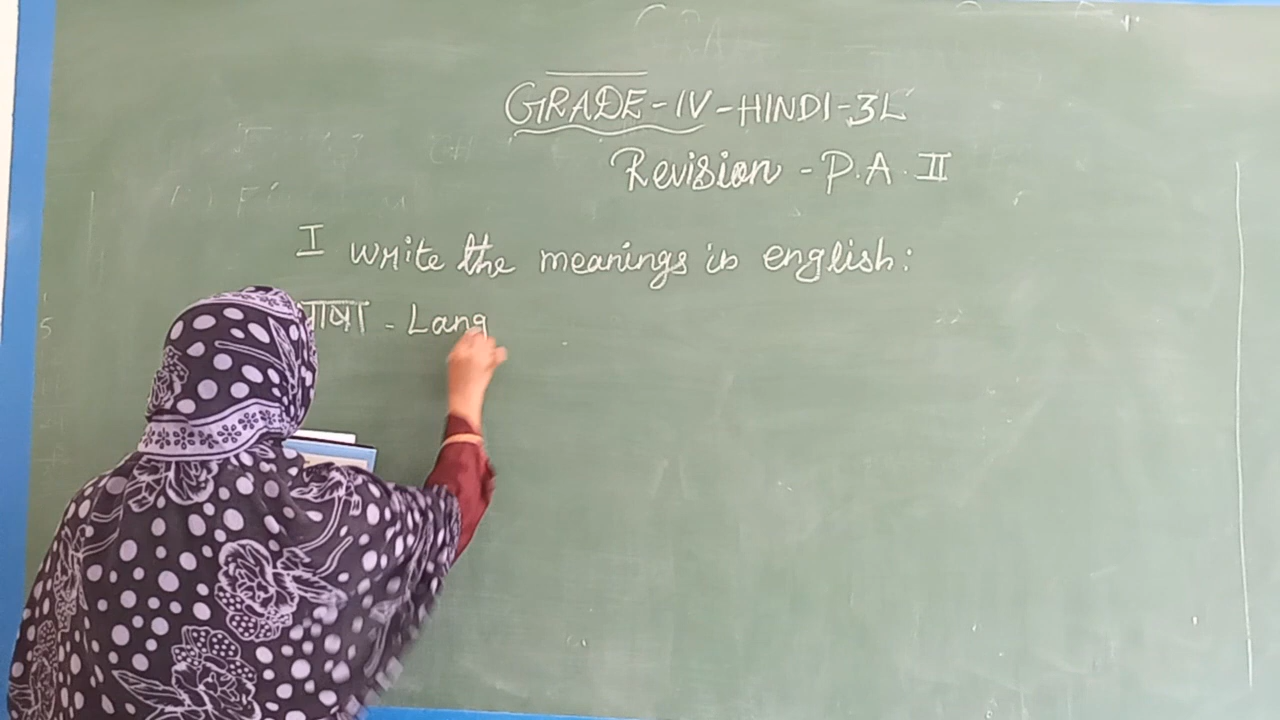 GRADE-IV-HINDI-3L
Revision - P.A. II
I write the meanings in english:
भाषा - Lang